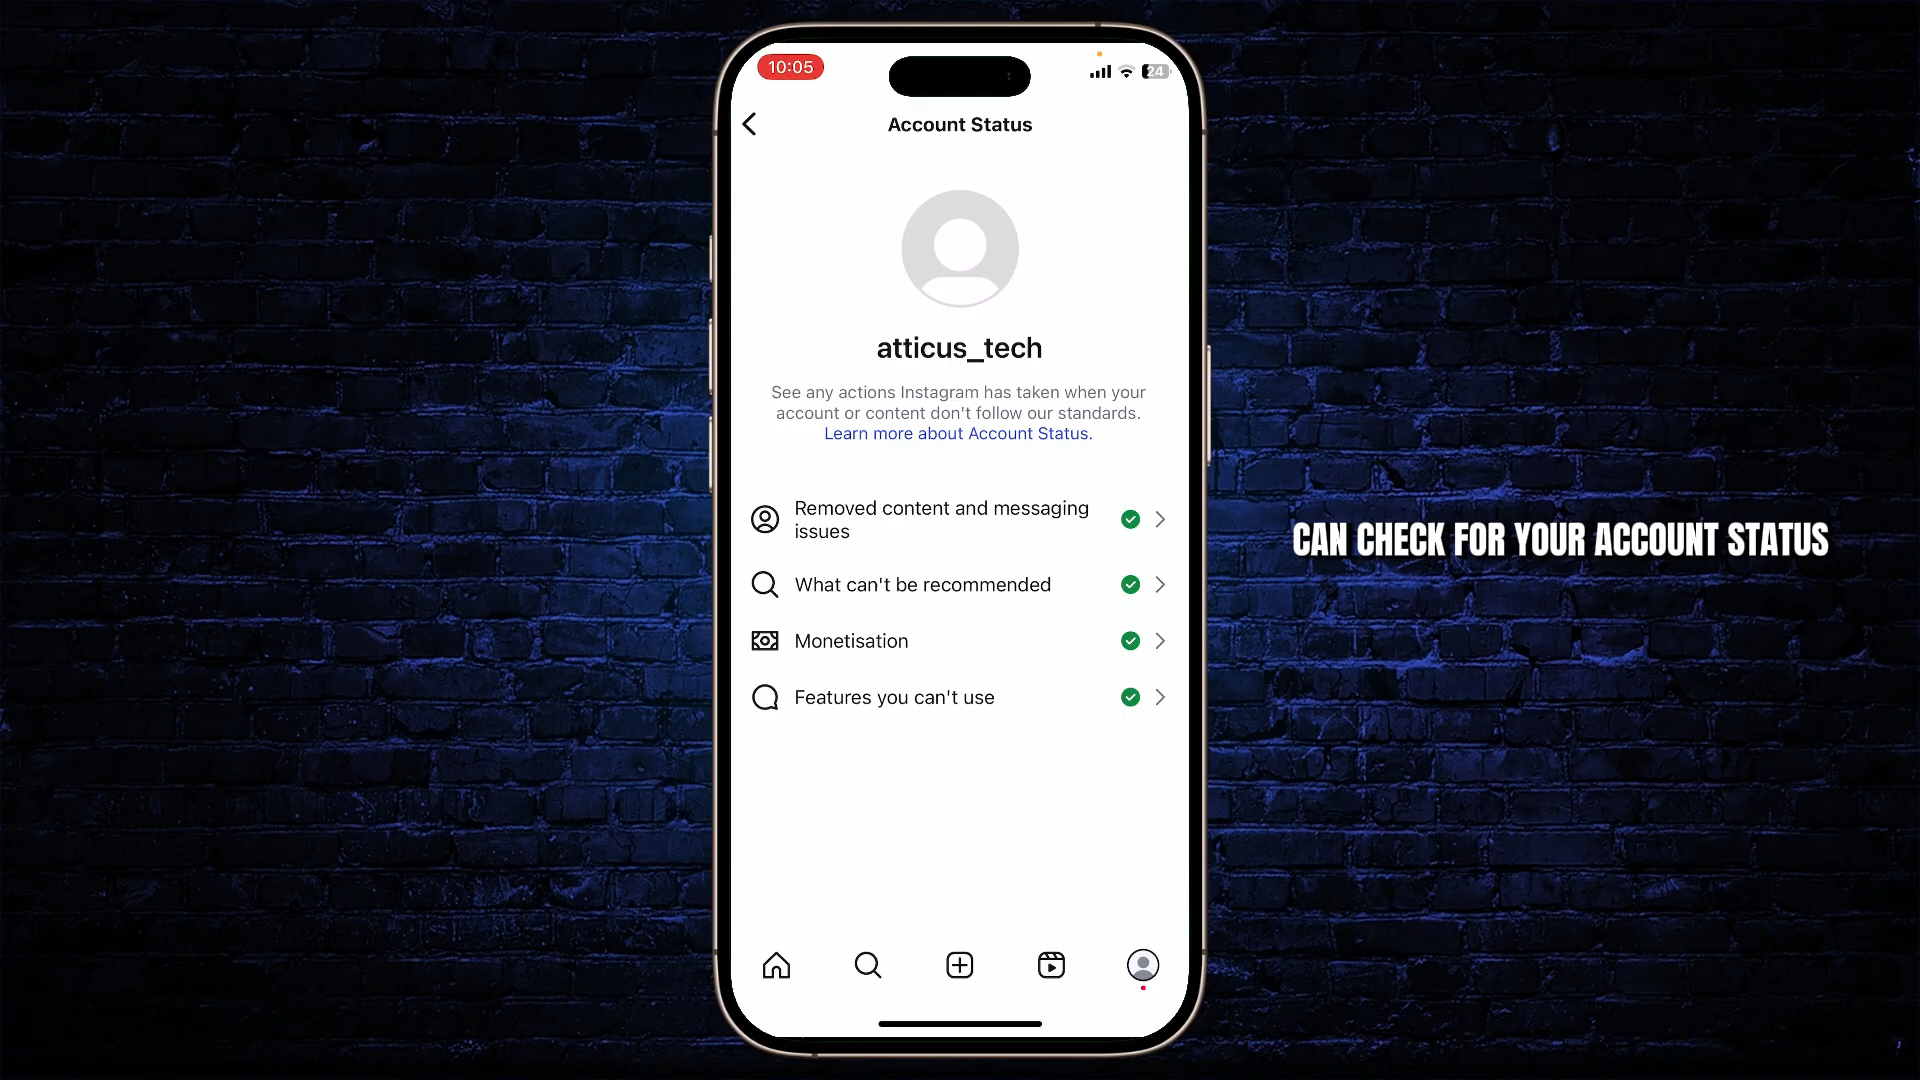 10:05
24
Account Status
atticus_tech
See any actions Instagram has taken when your
account or content don't follow our standards.
Learn more about Account Status.
Removed content and messaging
issues
What can't be recommended
Monetisation
Features you can't use
CAN CHECK FOR YOUR ACCOUNT STATUS